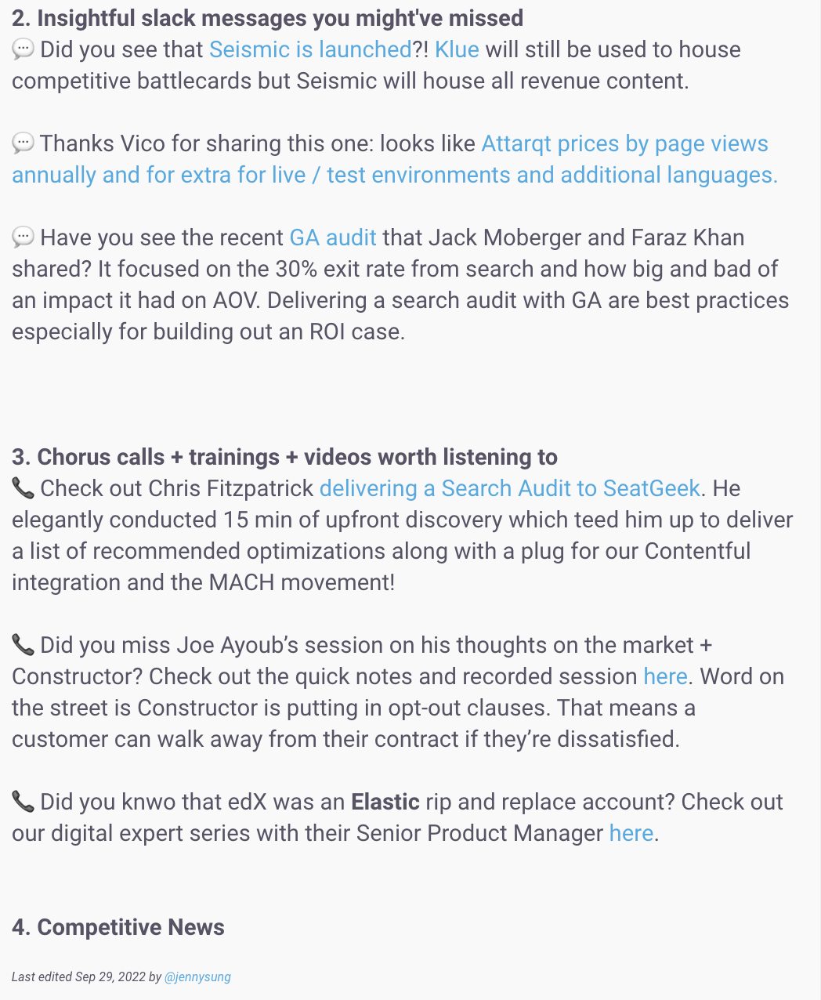 2. Insightful slack messages you might've missed
💬 Did you see that Seismic is launched?! Klue will still be used to house
competitive battlecards but Seismic will house all revenue content.
💬 Thanks Vico for sharing this one: looks like Attarqt prices by page views
annually and for extra for live / test environments and additional languages.
💬 Have you see the recent GA audit that Jack Moberger and Faraz Khan
shared? It focused on the 30% exit rate from search and how big and bad of
an impact it had on AOV. Delivering a search audit with GA are best practices
especially for building out an ROI case.
3. Chorus calls + trainings + videos worth listening to
📞 Check out Chris Fitzpatrick delivering a Search Audit to SeatGeek. He
elegantly conducted 15 min of upfront discovery which teed him up to deliver
a list of recommended optimizations along with a plug for our Contentful
integration and the MACH movement!
📞 Did you miss Joe Ayoub’s session on his thoughts on the market +
Constructor? Check out the quick notes and recorded session here. Word on
the street is Constructor is putting in opt-out clauses. That means a
customer can walk away from their contract if they’re dissatisfied.
📞 Did you knwo that edX was an Elastic rip and replace account? Check out
our digital expert series with their Senior Product Manager here.
4. Competitive News
Last edited Sep 29, 2022 by @jennysung